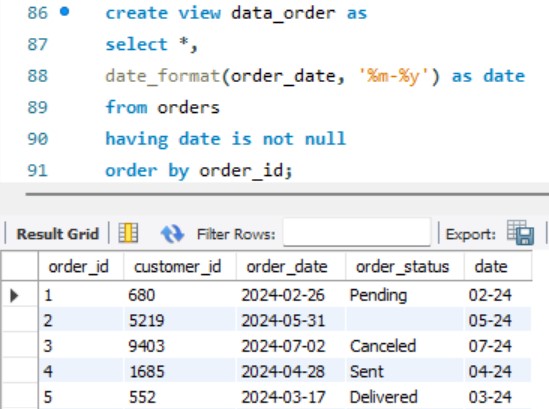 86 create view data_order as
87 select *,
88 date_format(order_date, '%m-%y') as date
89 from orders
90 having date is not null
91 order by order_id;
Result Grid Filter Rows: Export:
order_id customer_id order_date order_status date
1 680 2024-02-26 Pending 02-24
2 5219 2024-05-31 05-24
3 9403 2024-07-02 Canceled 07-24
4 1685 2024-04-28 Sent 04-24
5 552 2024-03-17 Delivered 03-24